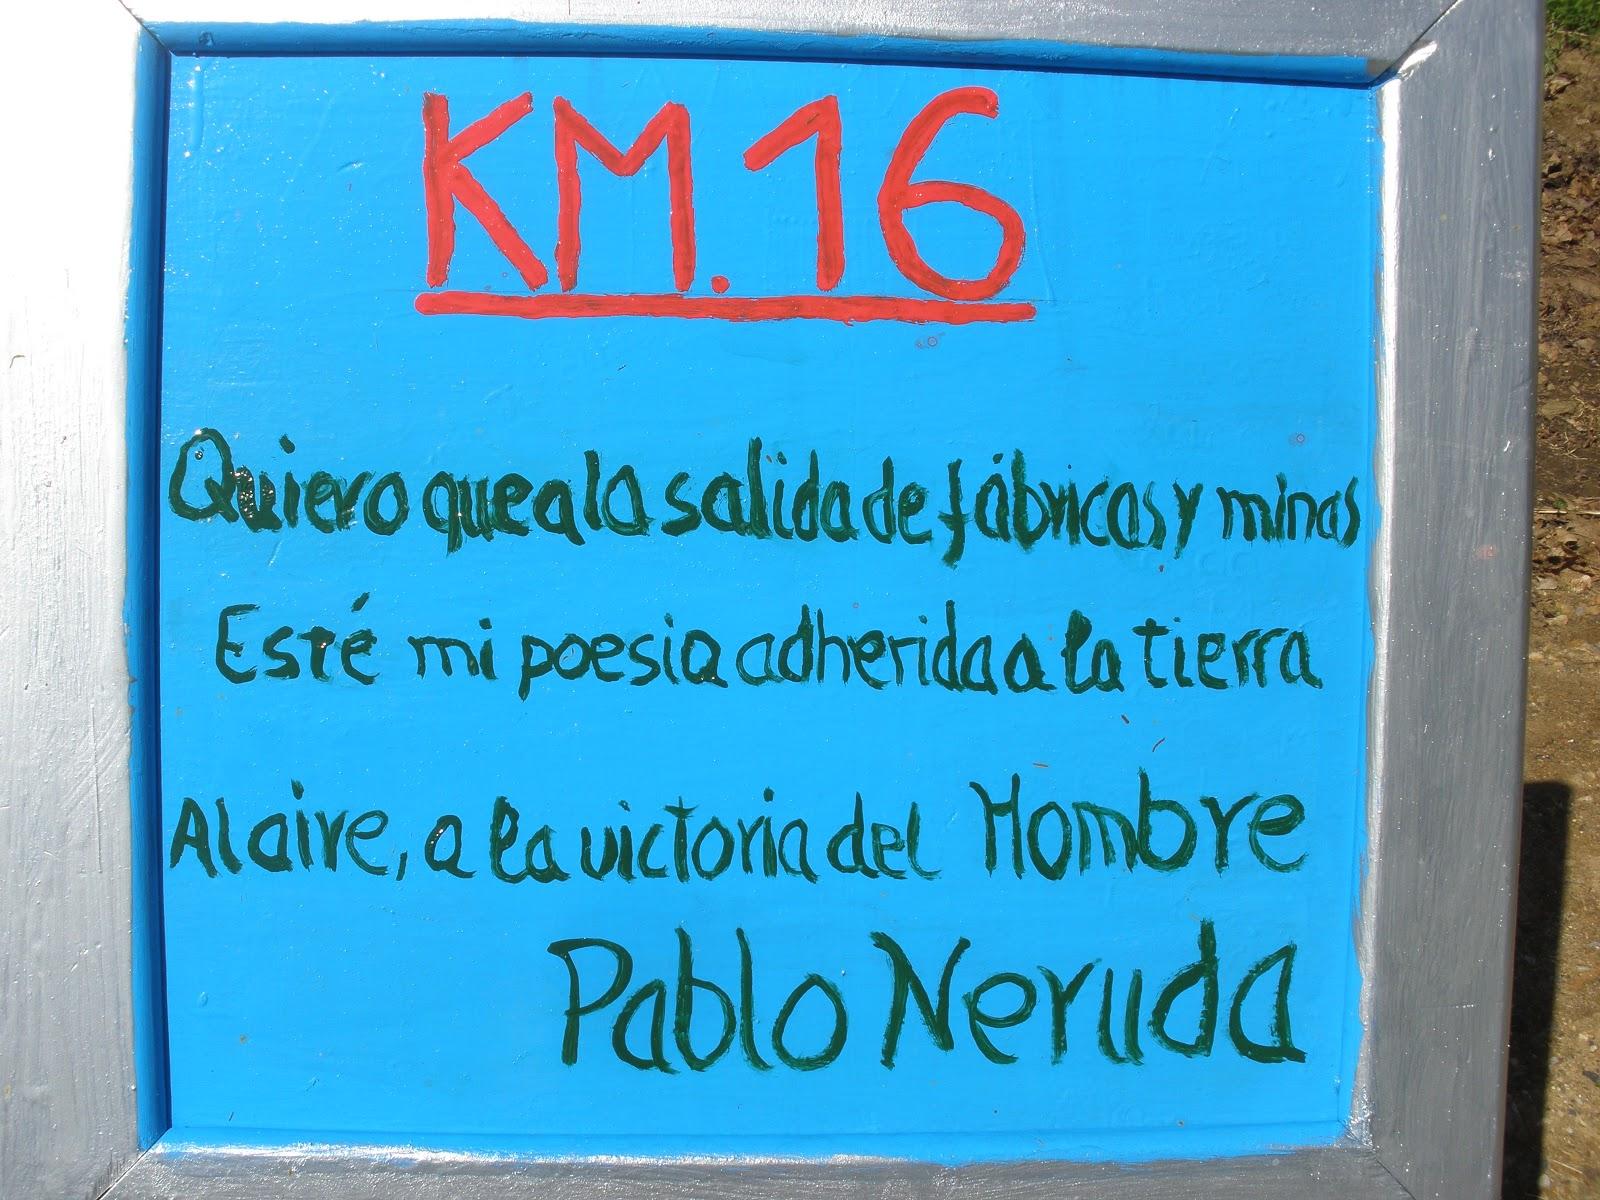 KM.16
Quiero que a la salida de fábricas y minas
Esté mi poesia adherida a la tierra
Al aire, a la victoria del Hombre
Pablo Neruda